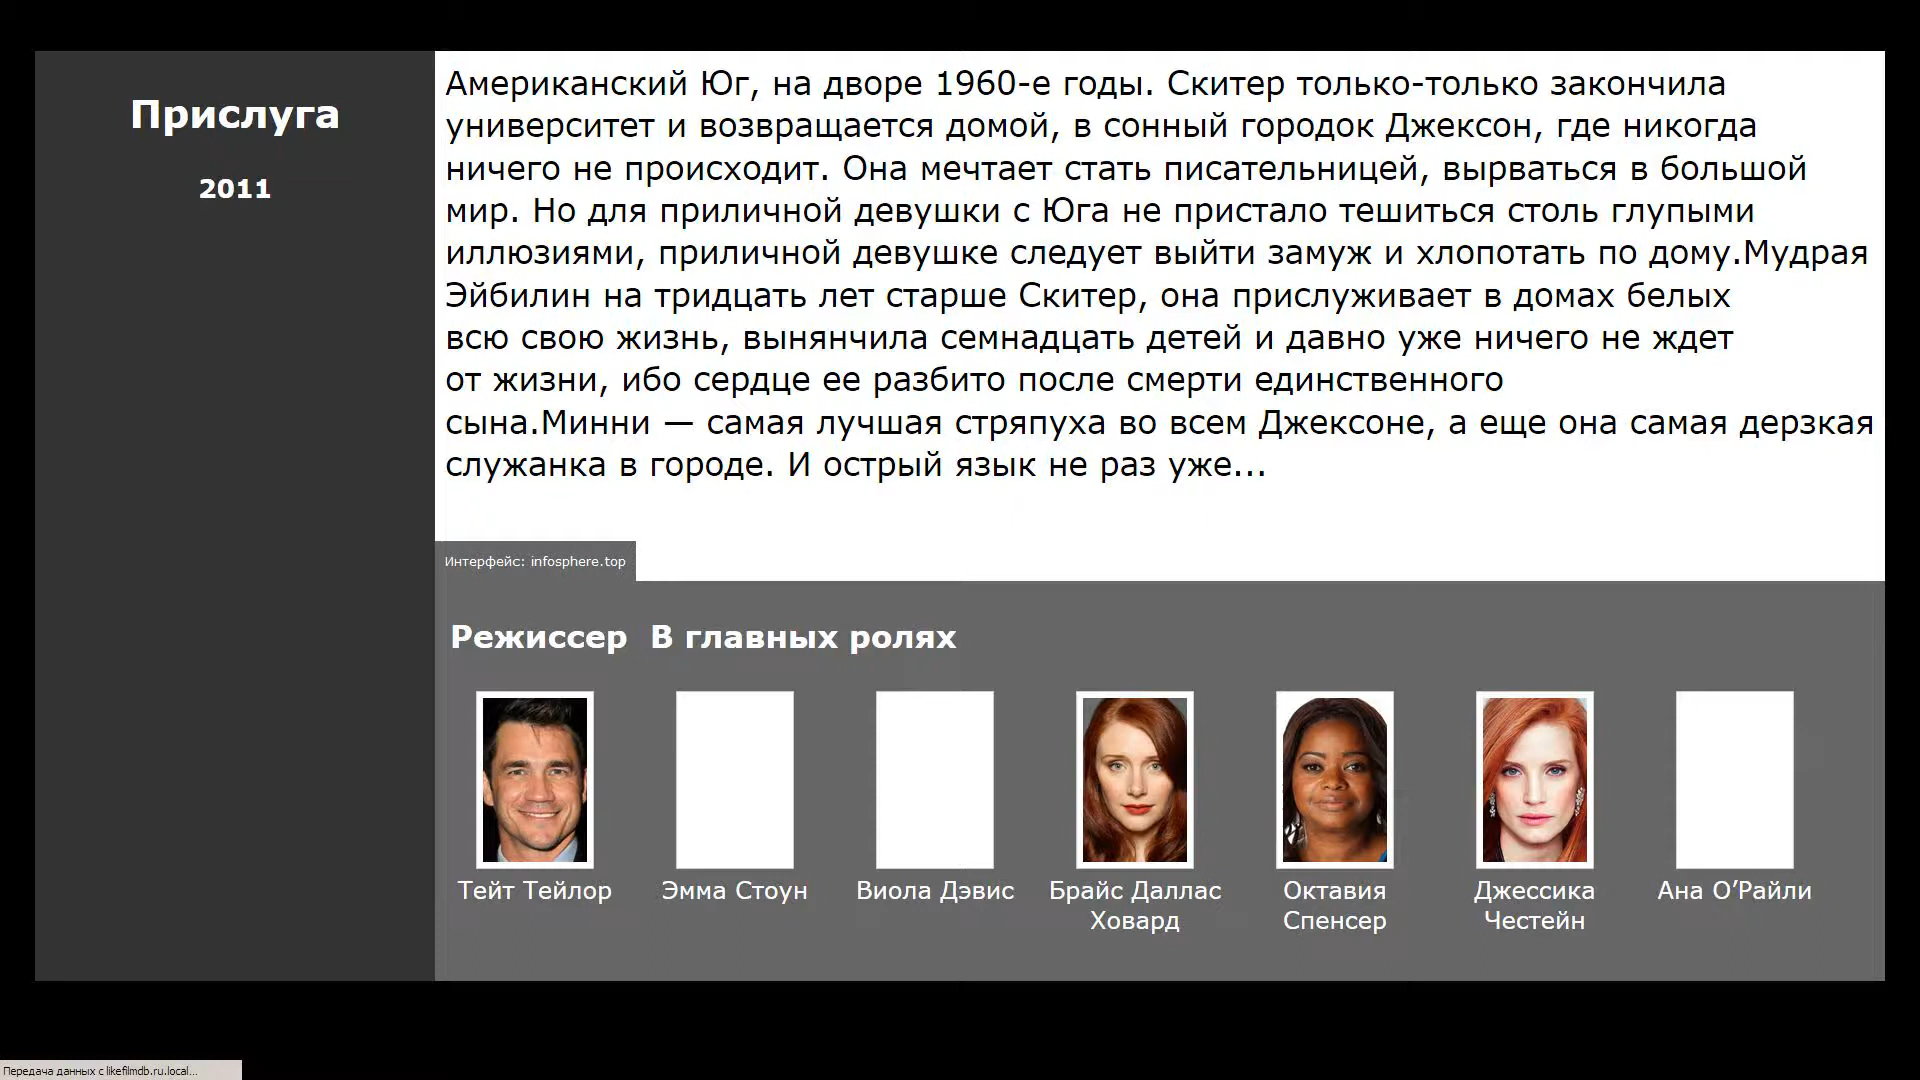 Прислуга
2011
Американский Юг, на дворе 1960-е годы. Скитер только-только закончила
университет и возвращается домой, в сонный городок Джексон, где никогда
ничего не происходит. Она мечтает стать писательницей, вырваться в большой
мир. Но для приличной девушки с Юга не пристало тешиться столь глупыми
иллюзиями, приличной девушке следует выйти замуж и хлопотать по дому.Мудрая
Эйбилин на тридцать лет старше Скитер, она прислуживает в домах белых
всю свою жизнь, вынянчила семнадцать детей и давно уже ничего не ждет
от жизни, ибо сердце ее разбито после смерти единственного
сына.Минни — самая лучшая стряпуха во всем Джексоне, а еще она самая дерзкая
служанка в городе. И острый язык не раз уже...
Интерфейс: infosphere.top
Режиссер В главных ролях
Тейт Тейлор
Эмма Стоун
Виола Дэвис
Брайс Даллас
Ховард
Октавия
Спенсер
Джессика
Честейн
Ана О’Райли
Передача данных с likefilmdb.ru.local...